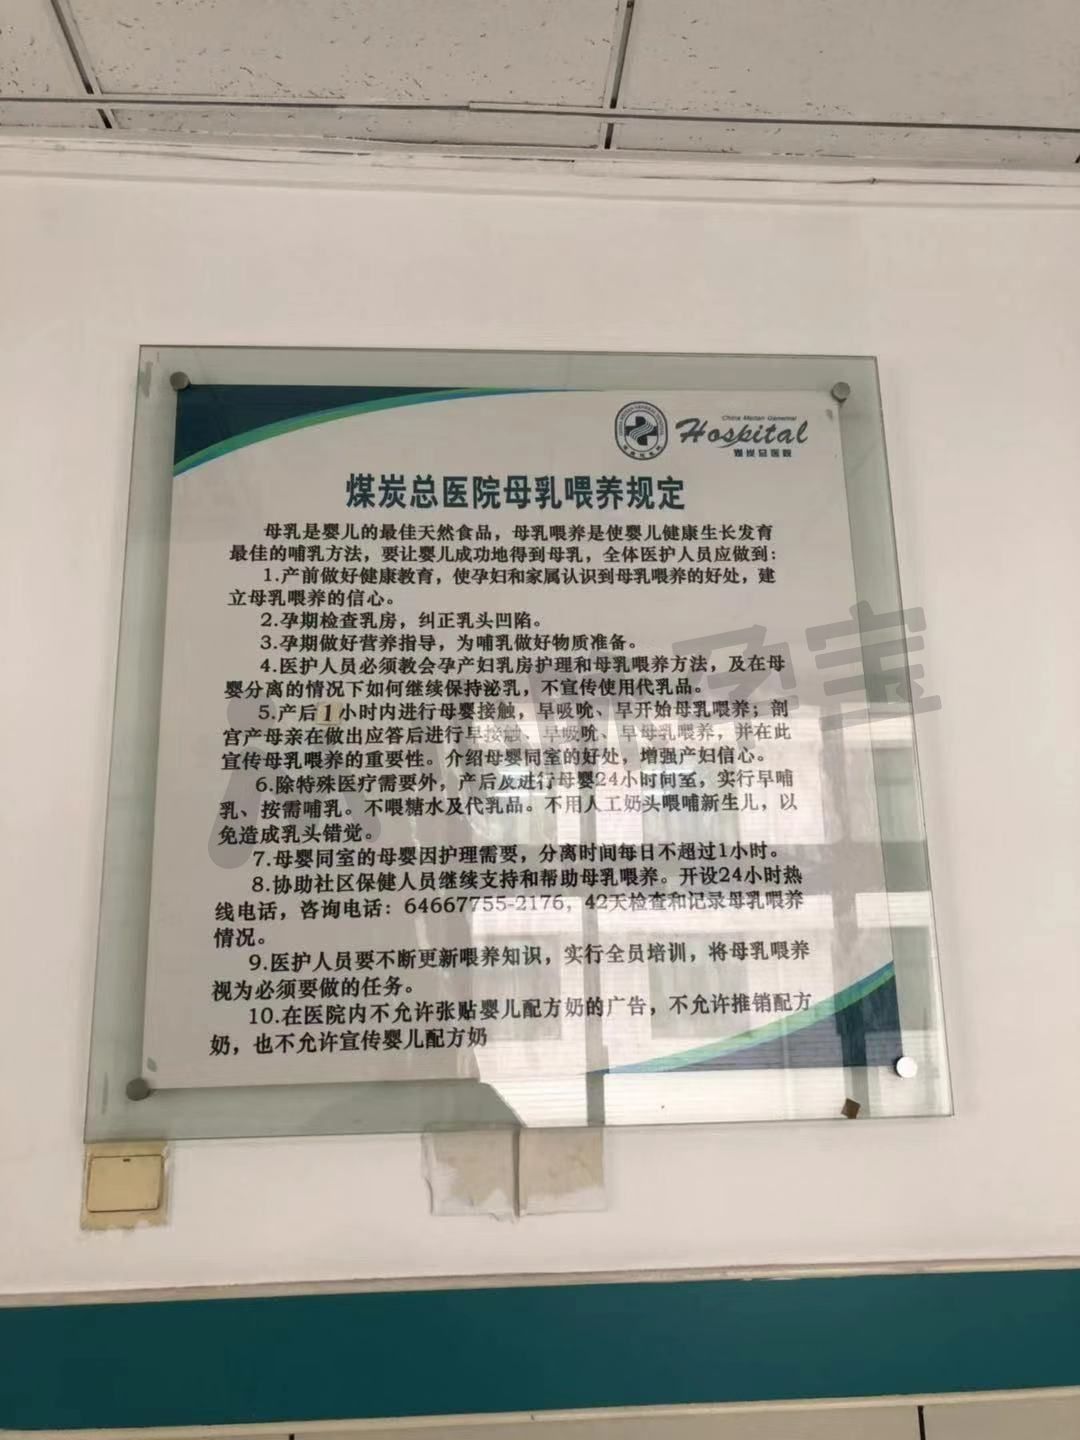 China Meitan Genernal
Hospital
煤炭总医院
煤炭总医院母乳喂养规定
母乳是婴儿的最佳天然食品，母乳喂养是使婴儿健康生长发育
最佳的哺乳方法，要让婴儿成功地得到母乳，全体医护人员应做到：
1.产前做好健康教育，使孕妇和家属认识到母乳喂养的好处，建
立母乳喂养的信心。
2.孕期检查乳房，纠正乳头凹陷。
3.孕期做好营养指导，为哺乳做好物质准备。
4.医护人员必须教会孕产妇乳房护理和母乳喂养方法，及在母
婴分离的情况下如何继续保持泌乳，不宣传使用代乳品。
5.产后1小时内进行母婴接触，早吸吮、早开始母乳喂养；剖
宫产母亲在做出应答后进行早接触、早吸吮、早母乳喂养，并在此
宣传母乳喂养的重要性。介绍母婴同室的好处，增强产妇信心。
6.除特殊医疗需要外，产后及进行母婴24小时同室，实行早哺
乳、按需哺乳。不喂糖水及代乳品。不用人工奶头喂哺新生儿，以
免造成乳头错觉。
7.母婴同室的母婴因护理需要，分离时间每日不超过1小时。
8.协助社区保健人员继续支持和帮助母乳喂养。开设24小时热
线电话，咨询电话：64667755-2176，42天检查和记录母乳喂养
情况。
9.医护人员要不断更新喂养知识，实行全员培训，将母乳喂养
视为必须要做的任务。
10.在医院内不允许张贴婴儿配方奶的广告，不允许推销配方
奶，也不允许宣传婴儿配方奶
孕宝